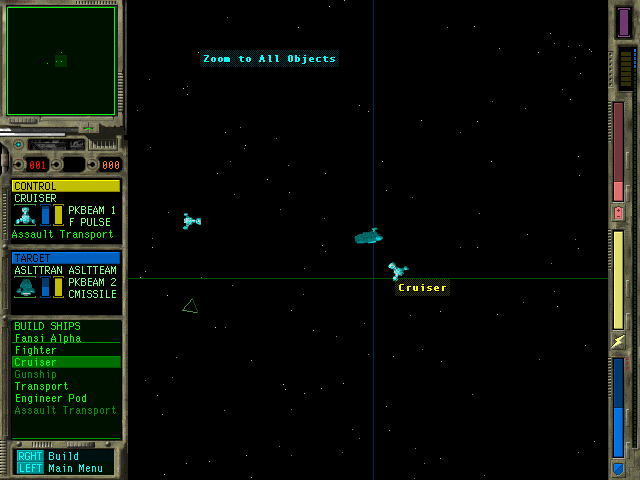 Zoom to All Objects
001 000
CONTROL
CRUISER
PKBEAM 1
F PULSE
Assault Transport
TARGET
ASLTTRAN ASLTTEAM
PKBEAM 2
CMISSILE
Cruiser
BUILD SHIPS
Fansi Alpha
Fighter
Cruiser
Gunship
Transport
Engineer Pod
Assault Transport
RGHT Build
LEFT Main Menu